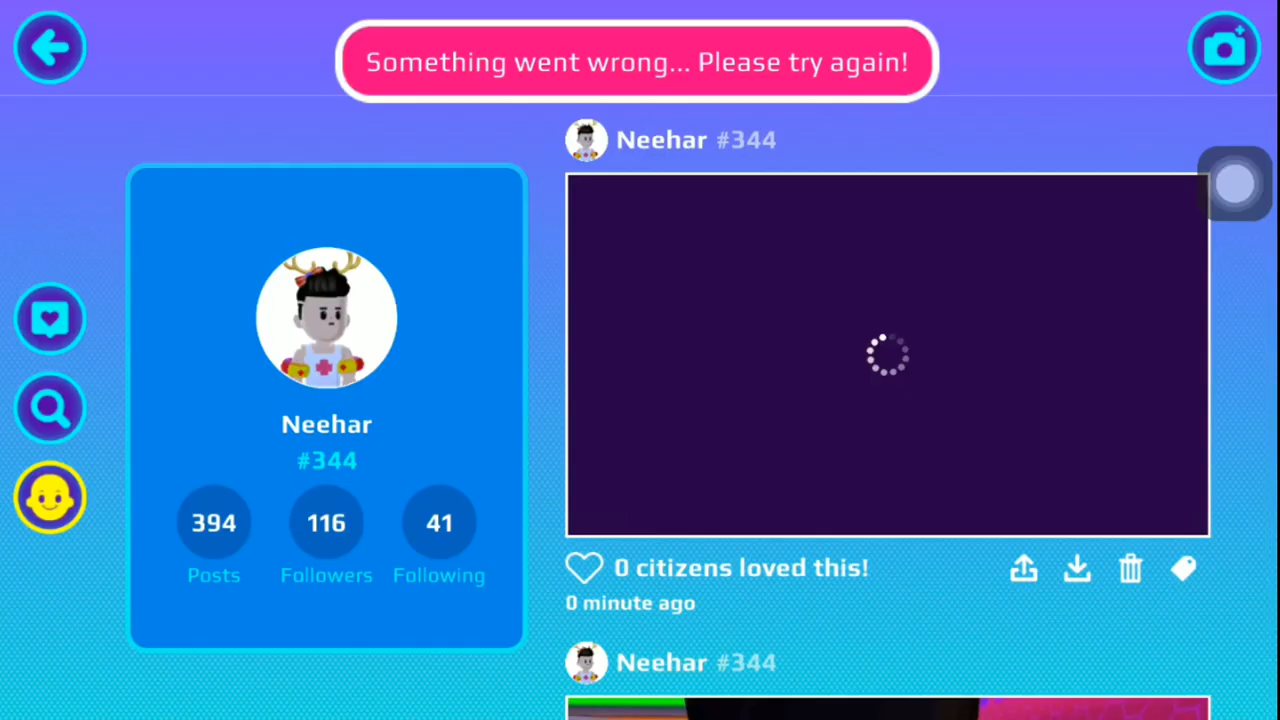 Something went wrong... Please try again!
Neehar #344
Neehar
#344
394 116 41
Posts Followers Following
0 citizens loved this!
0 minute ago
Neehar #344